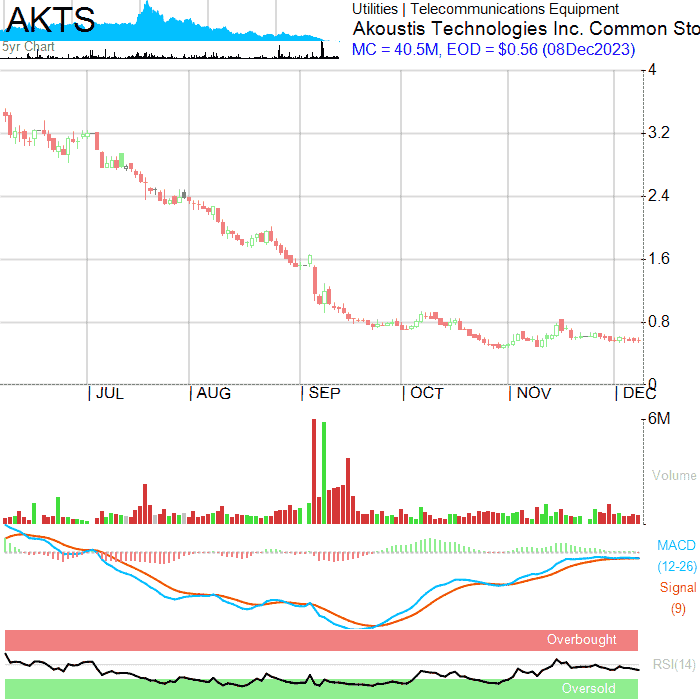 AKTS
5yr Chart
Utilities | Telecommunications Equipment
Akoustis Technologies Inc. Common Sto
MC = 40.5M, EOD = $0.56 (08Dec2023)
4
3.2
2.4
1.6
0.8
0
| JUL | AUG | SEP | OCT | NOV | DEC
6M
Volume
MACD
(12-26)
Signal
(9)
Overbought
RSI(14)
Oversold